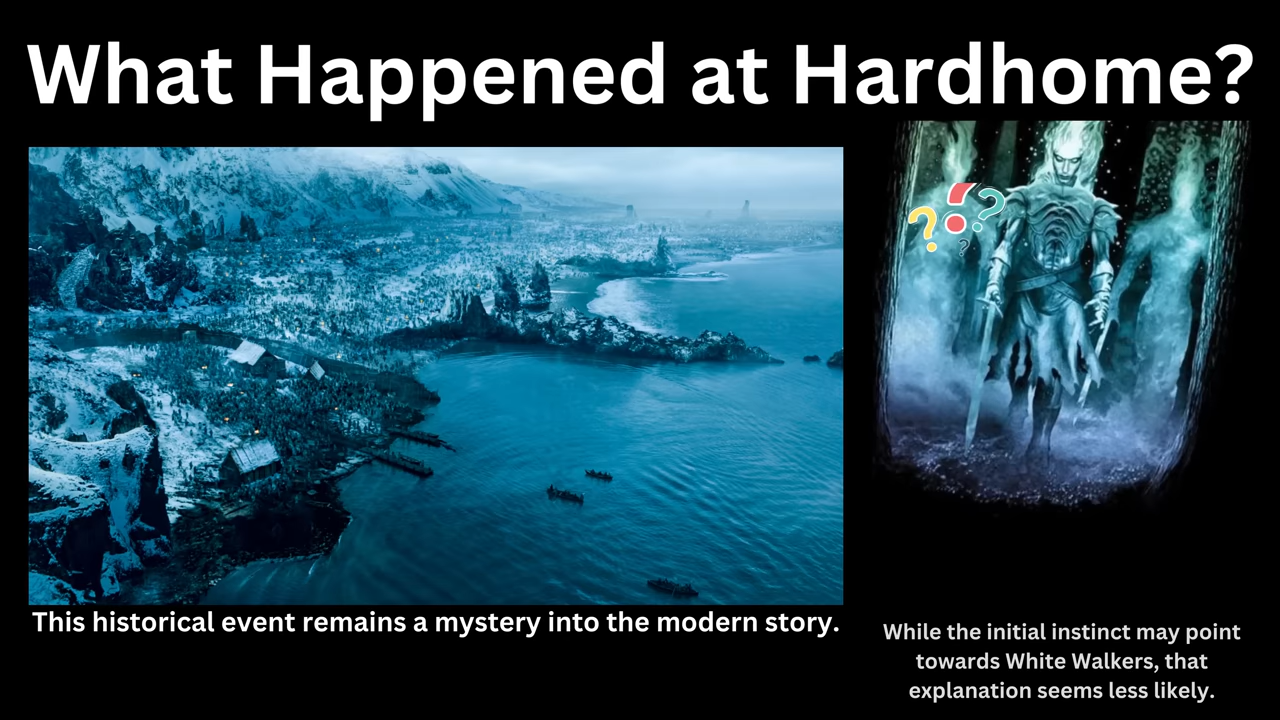 What Happened at Hardhome?
This historical event remains a mystery into the modern story.
While the initial instinct may point
towards White Walkers, that
explanation seems less likely.